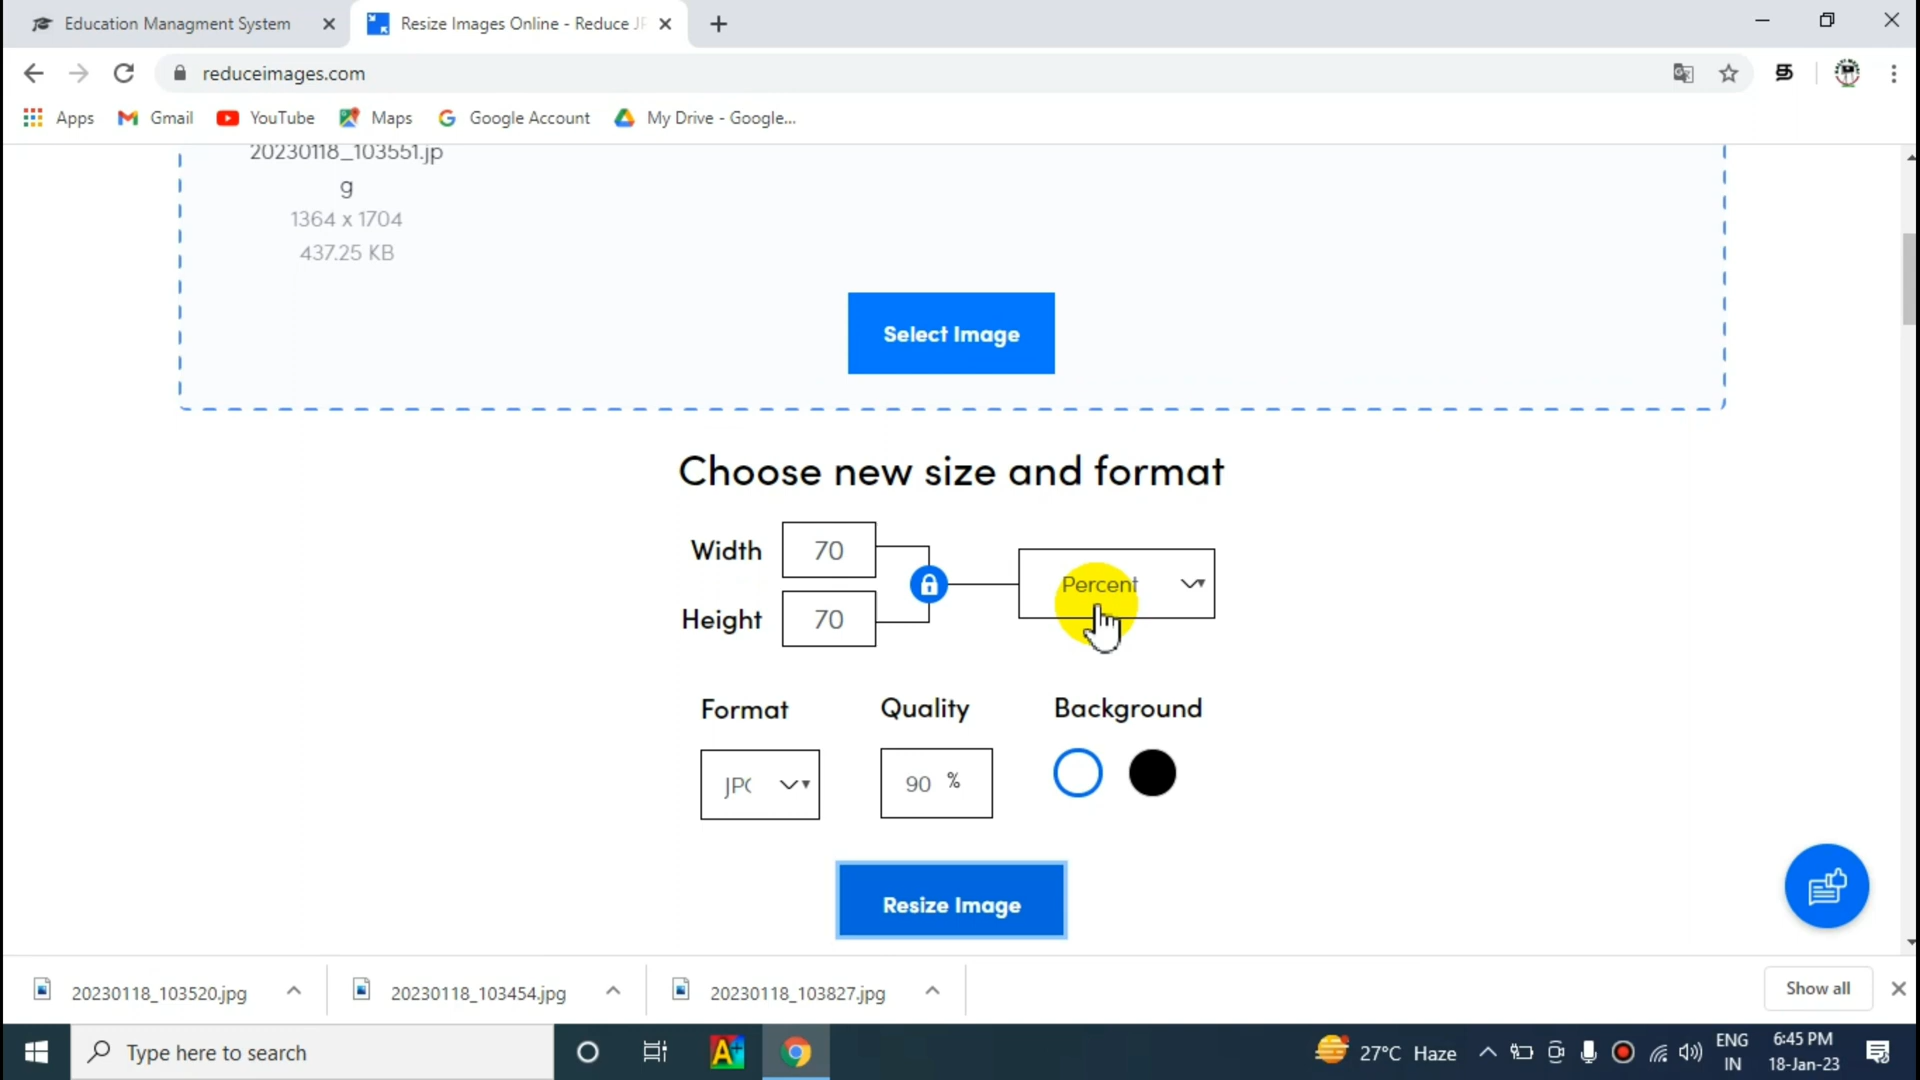 Education Managment System
Resize Images Online - Reduce JP
reduceimages.com
Apps
Gmail
YouTube
Maps
Google Account
My Drive - Google...
20230118_103551.jp
g
1364 x 1704
437.25 KB
Select Image
Choose new size and format
Width 70
Percent
Height 70
Format Quality Background
JPG 90 %
Resize Image
20230118_103520.jpg
20230118_103454.jpg
20230118_103827.jpg
Show all
Type here to search
27°C Haze
ENG
IN
6:45 PM
18-Jan-23